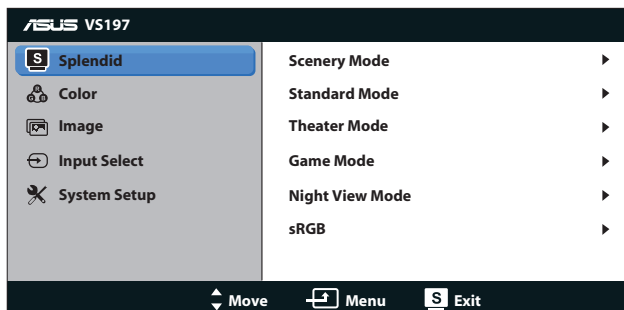 ASUS VS197
S Splendid
Color
Image
Input Select
System Setup
Scenery Mode
Standard Mode
Theater Mode
Game Mode
Night View Mode
sRGB
Move Menu S Exit